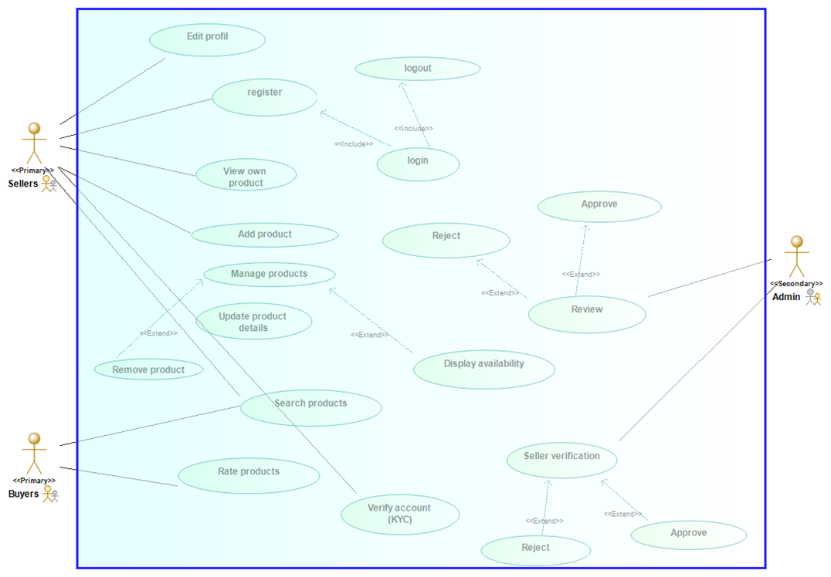 Edit profil
logout
register
<<Include>>
<<Include>>
login
<<Primary>>
Sellers
View own
product
Approve
Add product
Reject
<<Secondary>>
Admin
Manage products
<<Extend>>
<<Extend>>
Review
Update product
details
<<Extend>>
<<Extend>>
Remove product
Display availability
Search products
<<Primary>>
Buyers
Rate products
Seller verification
Verify account
(KYC)
<<Extend>>
<<Extend>>
Reject
Approve